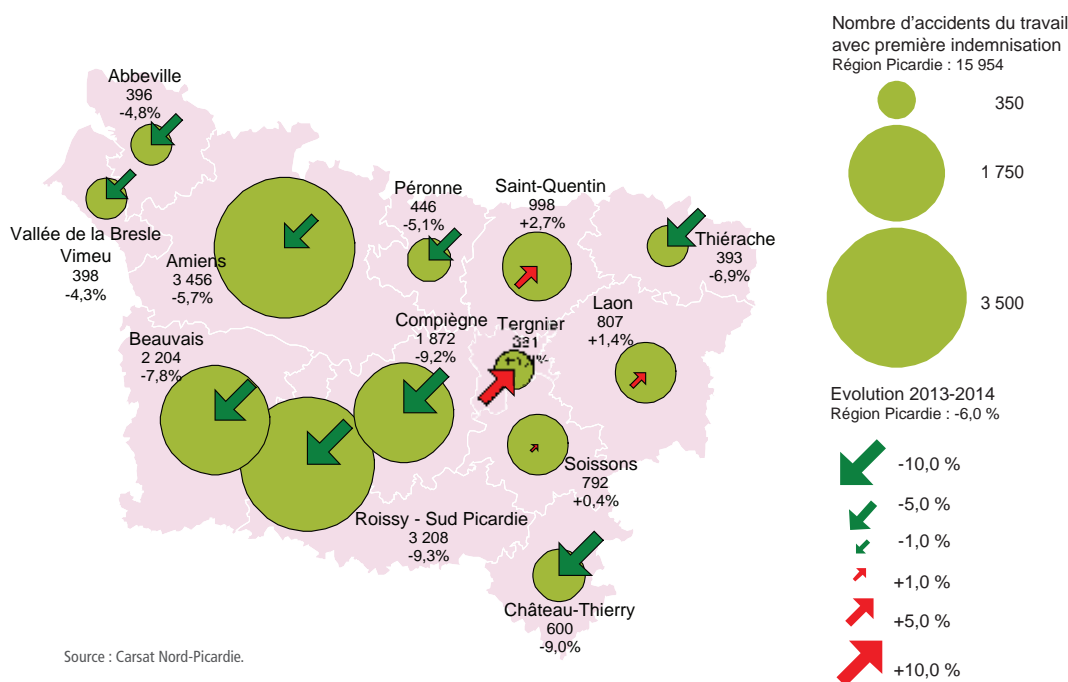 Nombre d'accidents du travail
avec première indemnisation
Région Picardie : 15 954
350
1 750
3 500
Evolution 2013-2014
Région Picardie : -6,0 %
-10,0 %
-5,0 %
-1,0 %
+1,0 %
+5,0 %
+10,0 %
Abbeville
396
-4,8%
Vallée de la Bresle
Vimeu
398
-4,3%
Amiens
3 456
-5,7%
Péronne
446
-5,1%
Saint-Quentin
998
+2,7%
Thiérache
393
-6,9%
Laon
807
+1,4%
Tergnier
Compiègne
1 872
-9,2%
Beauvais
2 204
-7,8%
Roissy - Sud Picardie
3 208
-9,3%
Soissons
792
+0,4%
Château-Thierry
600
-9,0%
Source : Carsat Nord-Picardie.